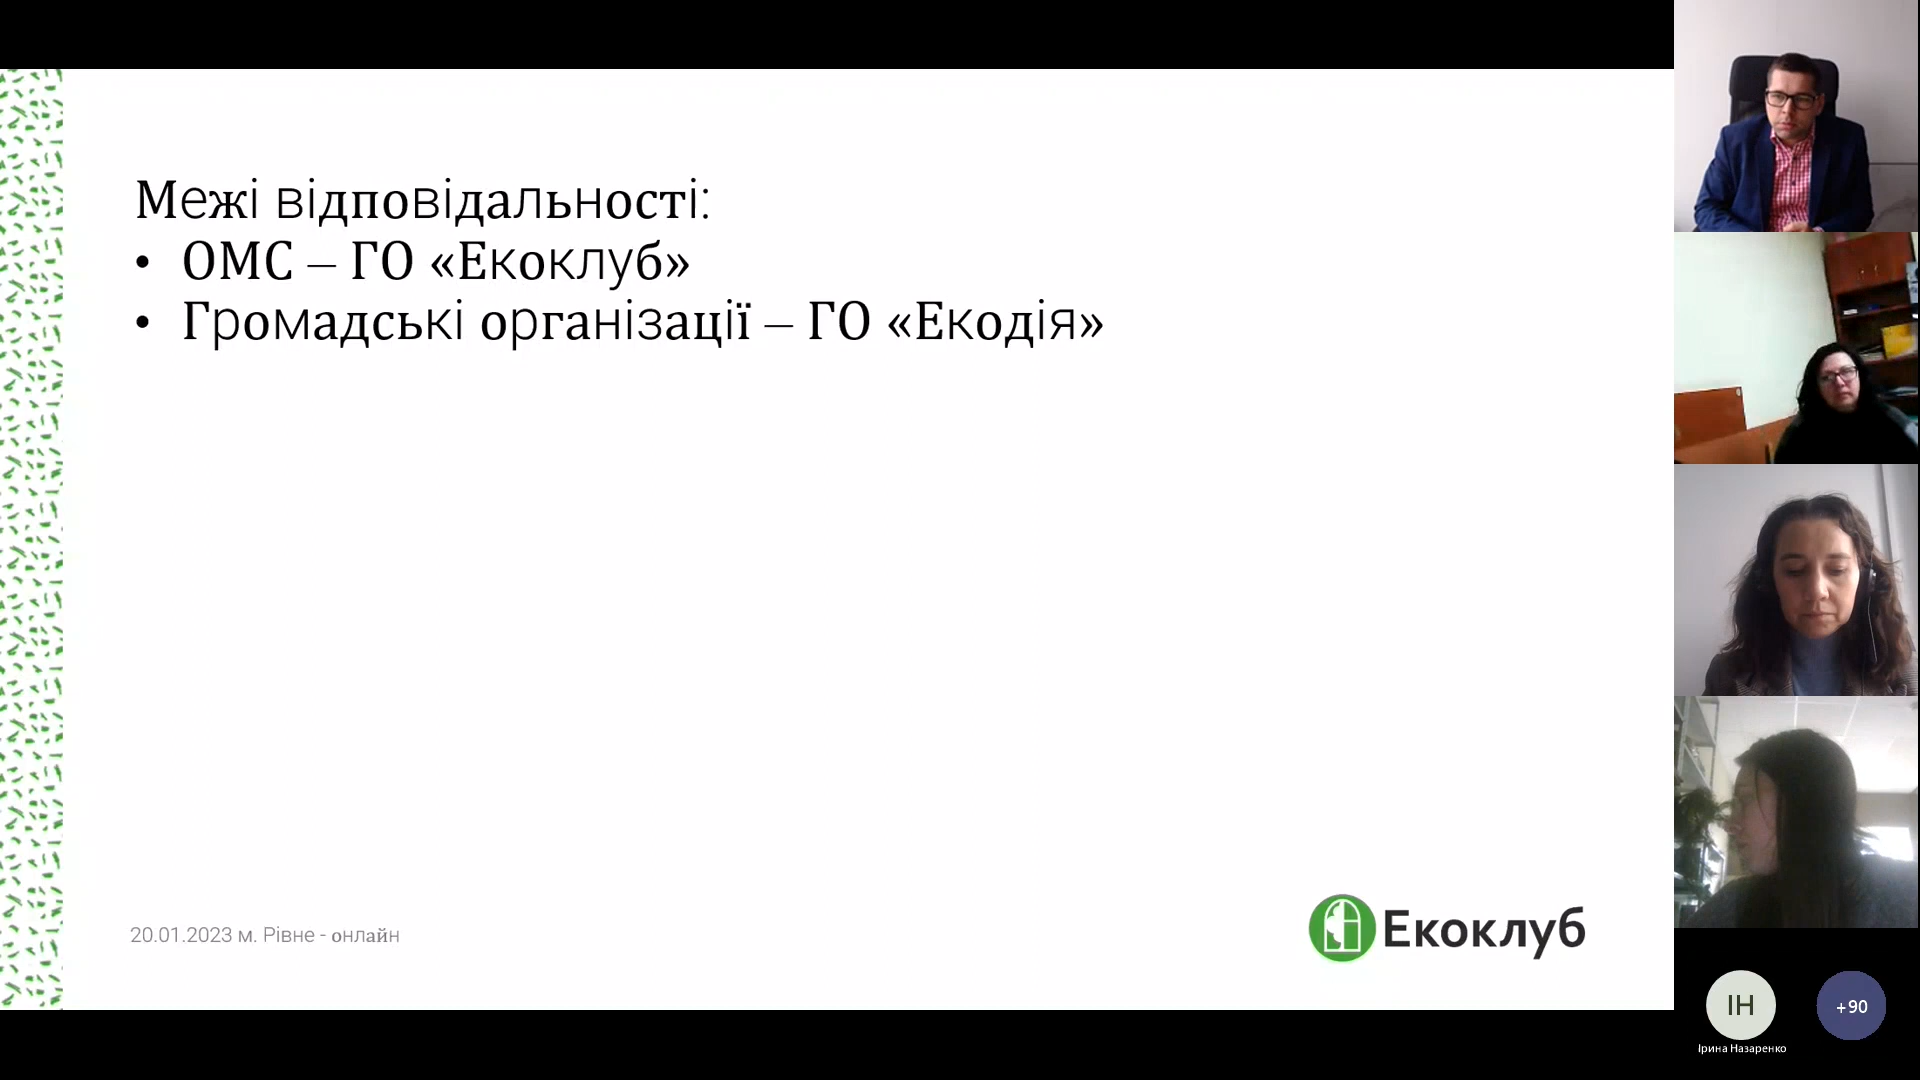 Межі відповідальності:
• ОМС – ГО «Екоклуб»
• Громадські організації – ГО «Екодія»
20.01.2023 м. Рівне - онлайн
Екоклуб
ІН
+90
Ірина Назаренко